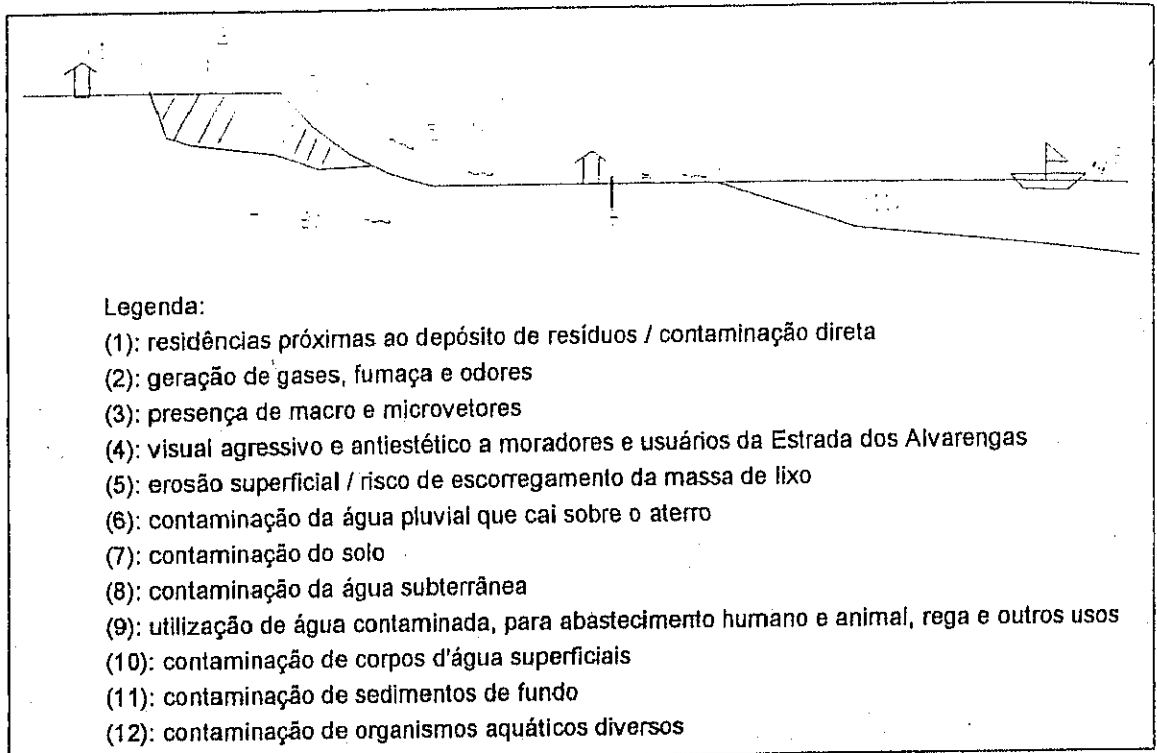 Legenda:
(1): residências próximas ao depósito de resíduos / contaminação direta
(2): geração de gases, fumaça e odores
(3): presença de macro e microvetores
(4): visual agressivo e antiestético a moradores e usuários da Estrada dos Alvarengas
(5): erosão superficial / risco de escorregamento da massa de lixo
(6): contaminação da água pluvial que cai sobre o aterro
(7): contaminação do solo
(8): contaminação da água subterrânea
(9): utilização de água contaminada, para abastecimento humano e animal, rega e outros usos
(10): contaminação de corpos d'água superficiais
(11): contaminação de sedimentos de fundo
(12): contaminação de organismos aquáticos diversos